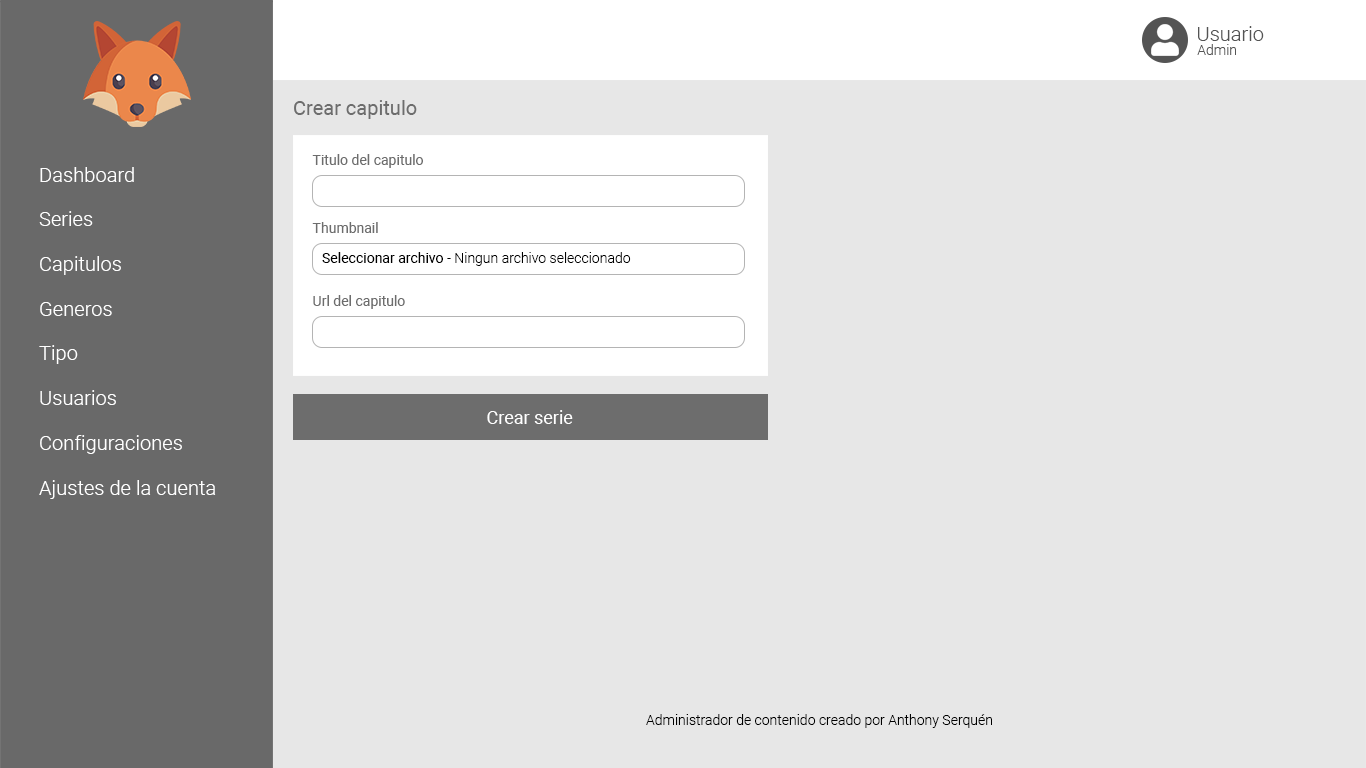 Usuario
Admin
Dashboard
Series
Capitulos
Generos
Tipo
Usuarios
Configuraciones
Ajustes de la cuenta
Crear capitulo
Titulo del capitulo
Thumbnail
Seleccionar archivo - Ningun archivo seleccionado
Url del capitulo
Crear serie
Administrador de contenido creado por Anthony Serquén